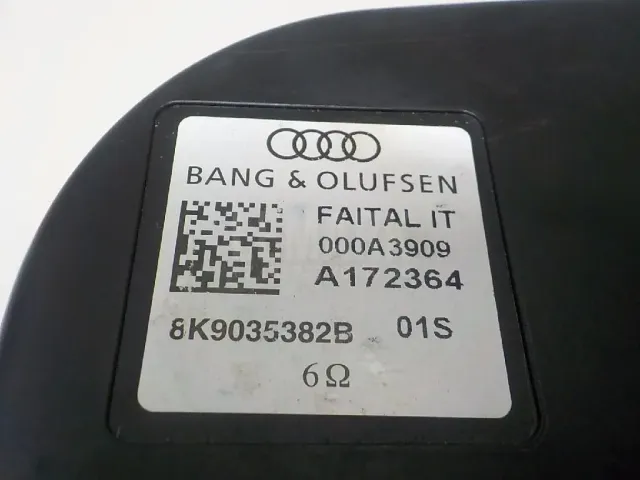 BANG & OLUFSEN
FAITAL IT
000A3909
A172364
8K9035382B 01S
6Ω